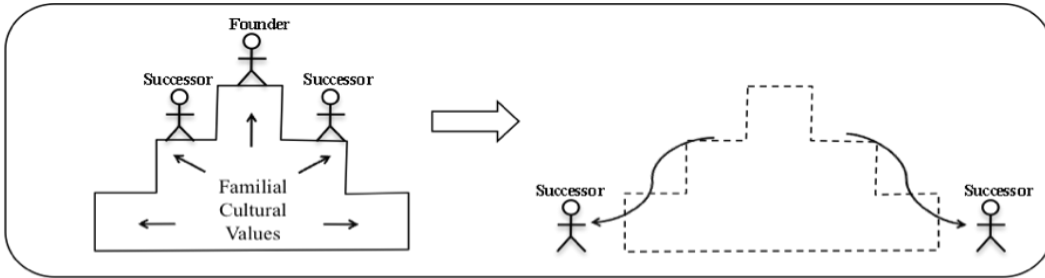 Founder
Successor Successor
Familial
Cultural
Values
Successor Successor